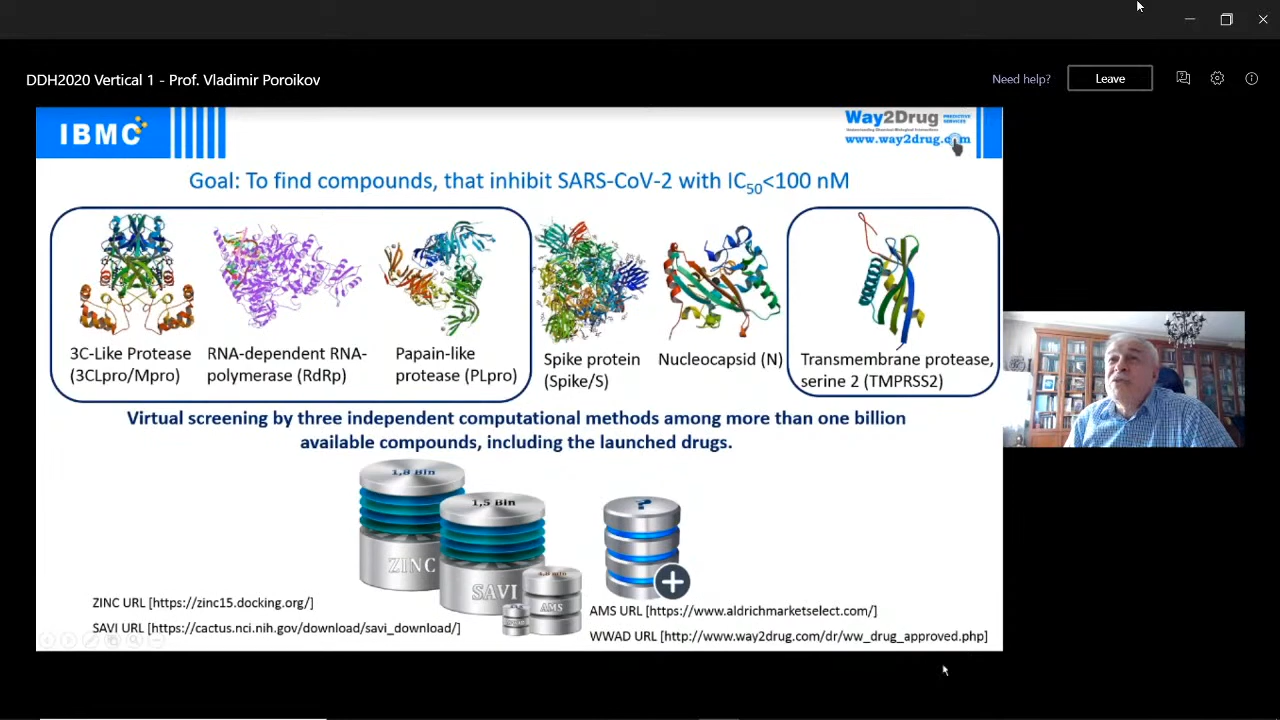 DDH2020 Vertical 1 - Prof. Vladimir Poroikov
Need help?
Leave
IBMC
Way2Drug PREDICTIVE SERVICES
www.way2drug.com
Goal: To find compounds, that inhibit SARS-CoV-2 with IC50<100 nM
3C-Like Protease
(3CLpro/Mpro)
RNA-dependent RNA-
polymerase (RdRp)
Papain-like
protease (PLpro)
Spike protein
(Spike/S)
Nucleocapsid (N)
Transmembrane protease,
serine 2 (TMPRSS2)
Virtual screening by three independent computational methods among more than one billion
available compounds, including the launched drugs.
1,8 Bln
ZINC
1,5 Bln
SAVI
AMS
?
ZINC URL [https://zinc15.docking.org/]
SAVI URL [https://cactus.nci.nih.gov/download/savi_download/]
AMS URL [https://www.aldrichmarketselect.com/]
WWAD URL [http://www.way2drug.com/dr/ww_drug_approved.php]